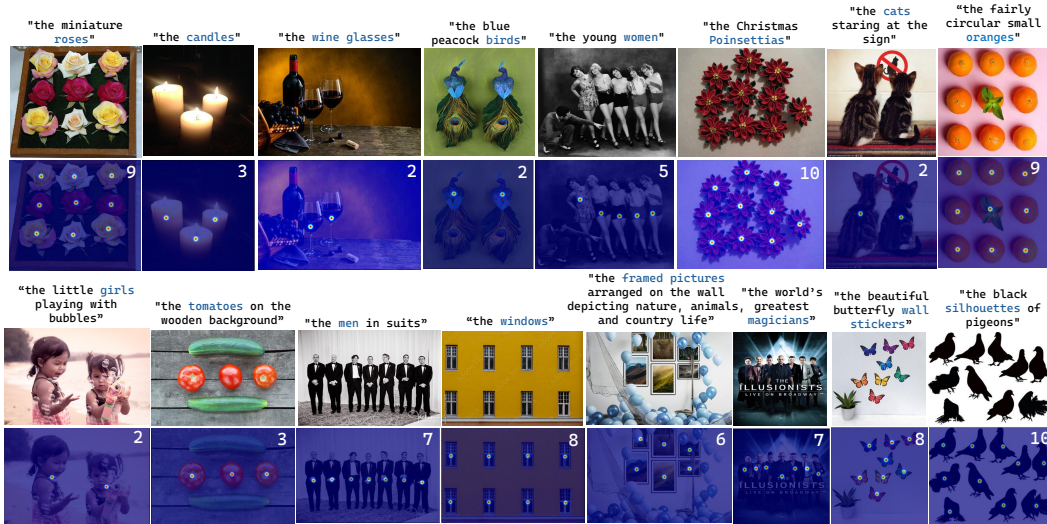 "the miniature
roses"
"the candles"
"the wine glasses"
"the blue
peacock birds"
"the young women"
"the Christmas
Poinsettias"
"the cats
staring at the
sign"
“the fairly
circular small
oranges”
9
3
2
2
5
10
2
9
“the little girls
playing with
bubbles”
"the tomatoes on the
wooden background”
"the men in suits"
“the windows”
"the framed pictures
arranged on the wall
depicting nature, animals,
and country life”
"the world’s
greatest
magicians”
"the beautiful
butterfly wall
stickers”
"the black
silhouettes of
pigeons"
THE
ILLUSIONISTS
LIVE ON BROADWAY
2
3
7
8
6
7
8
10
ILLUSIONISTS